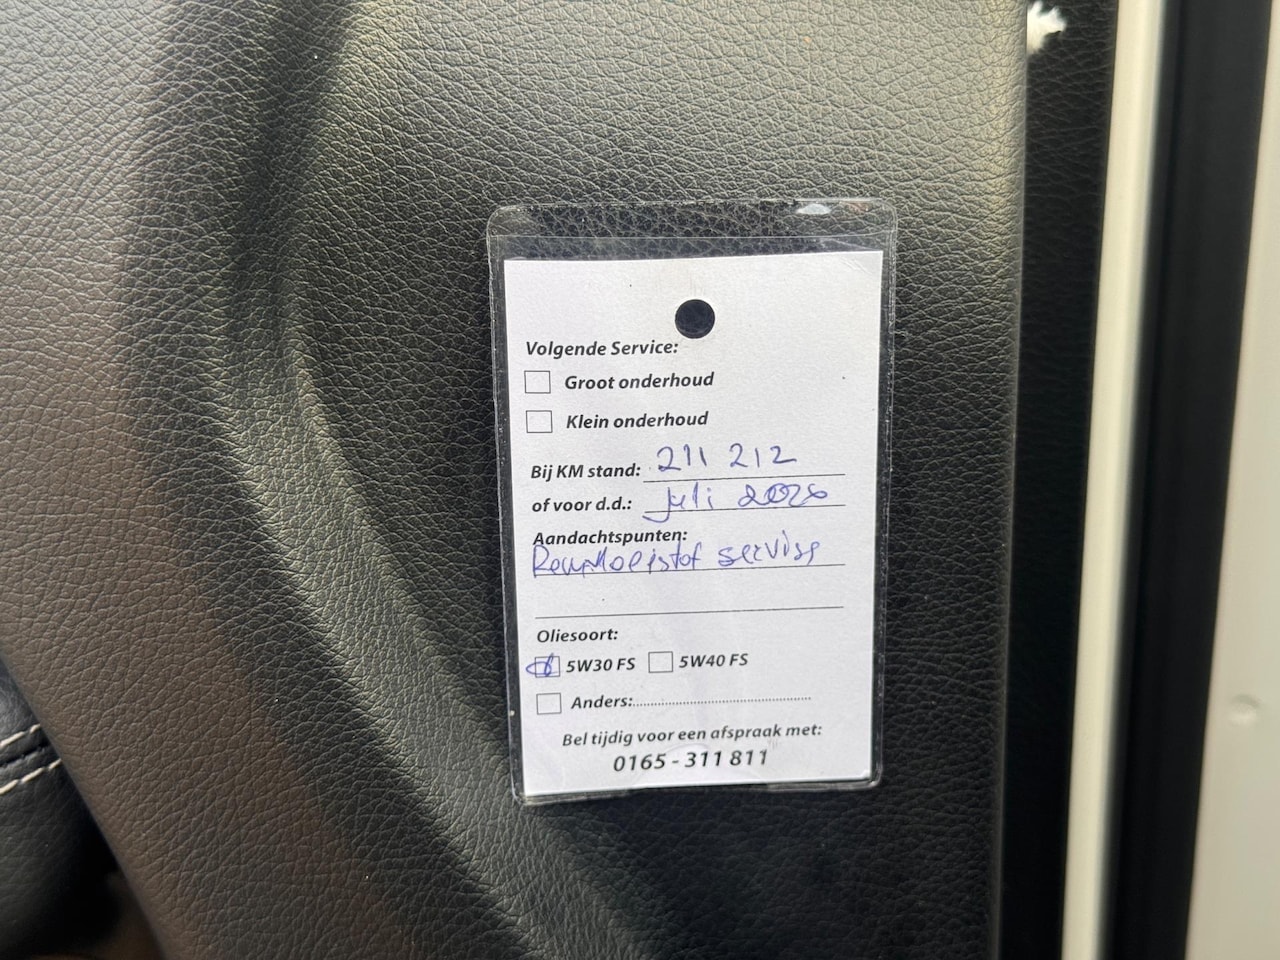 Volgende Service:
Groot onderhoud
Klein onderhoud
Bij KM stand: 211 212
of voor d.d.: juli 2026
Aandachtspunten:
Remvloeistof servise
Oliesoort:
5W30 FS 5W40 FS
Anders:
Bel tijdig voor een afspraak met:
0165 - 311 811